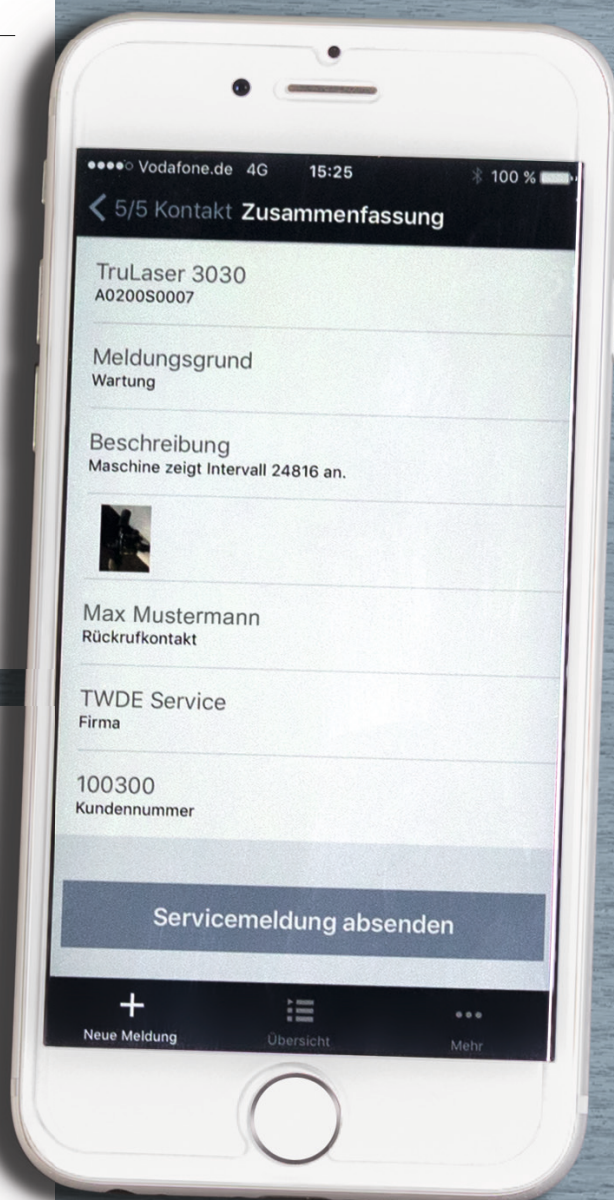 Vodafone.de 4G 15:25 100 %
5/5 Kontakt Zusammenfassung
TruLaser 3030
A0200S0007
Meldungsgrund
Wartung
Beschreibung
Maschine zeigt Intervall 24816 an.
Max Mustermann
Rückrufkontakt
TWDE Service
Firma
100300
Kundennummer
Servicemeldung absenden
Neue Meldung Übersicht Mehr